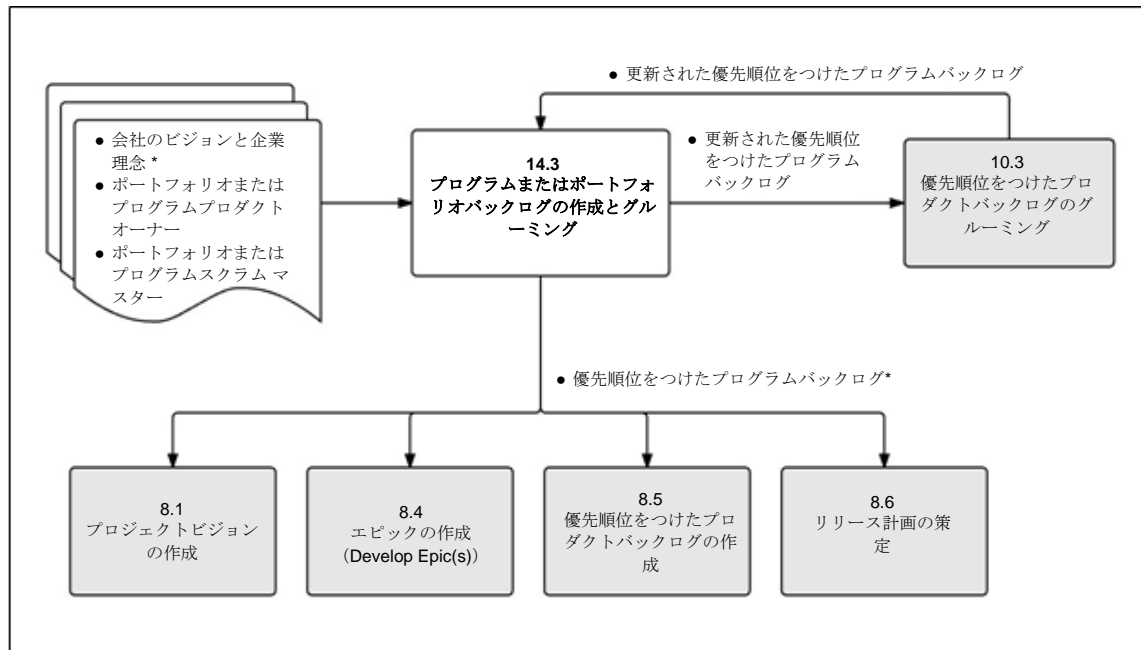 ● 更新された優先順位をつけたプログラムバックログ
● 会社のビジョンと企業
理念 *
● ポートフォリオまたは
プログラムプロダクト
オーナー
● ポートフォリオまたは
プログラムスクラム マ
スター
14.3
プログラムまたはポートフォ
リオバックログの作成とグル
ーミング
● 更新された優先順位
をつけたプログラム
バックログ
10.3
優先順位をつけたプロ
ダクトバックログのグ
ルーミング
● 優先順位をつけたプログラムバックログ*
8.1
プロジェクトビジョン
の作成
8.4
エピックの作成
（Develop Epic(s)）
8.5
優先順位をつけたプロ
ダクトバックログの作
成
8.6
リリース計画の策
定